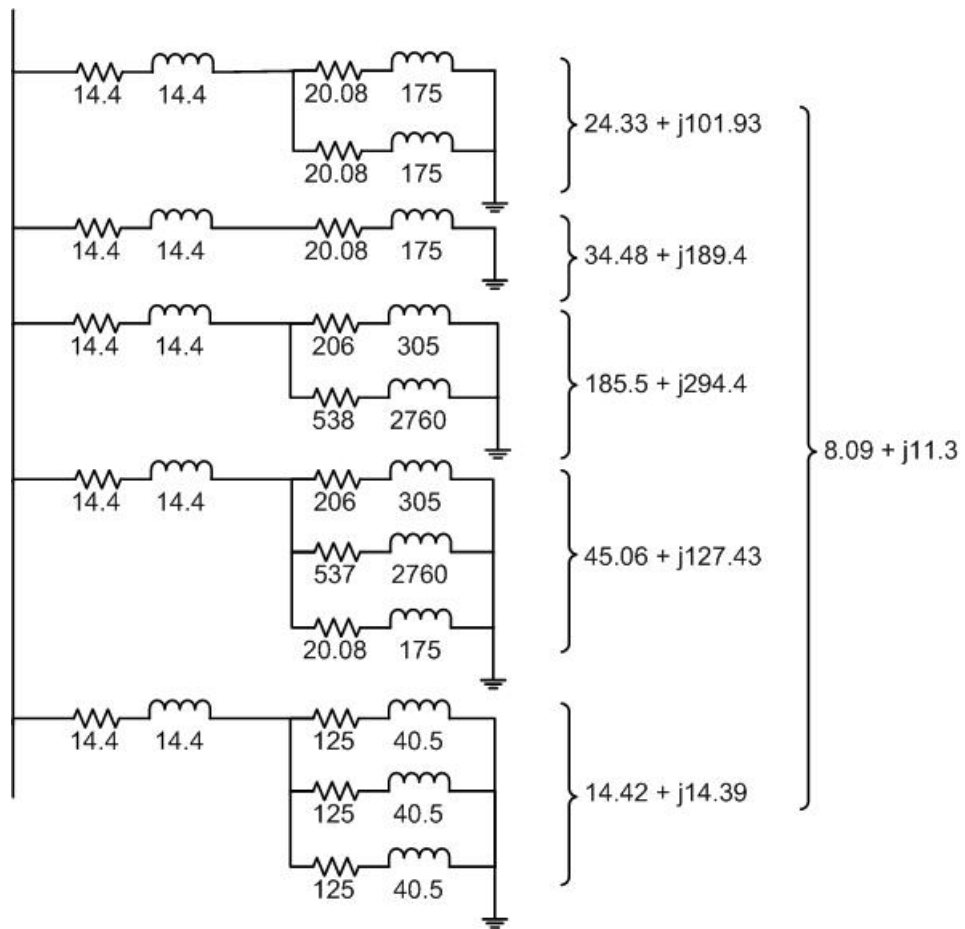 14.4 14.4 20.08 175
20.08 175
24.33 + j101.93
14.4 14.4 20.08 175
34.48 + j189.4
14.4 14.4 206 305
538 2760
185.5 + j294.4
8.09 + j11.3
14.4 14.4 206 305
537 2760
20.08 175
45.06 + j127.43
14.4 14.4 125 40.5
125 40.5
125 40.5
14.42 + j14.39